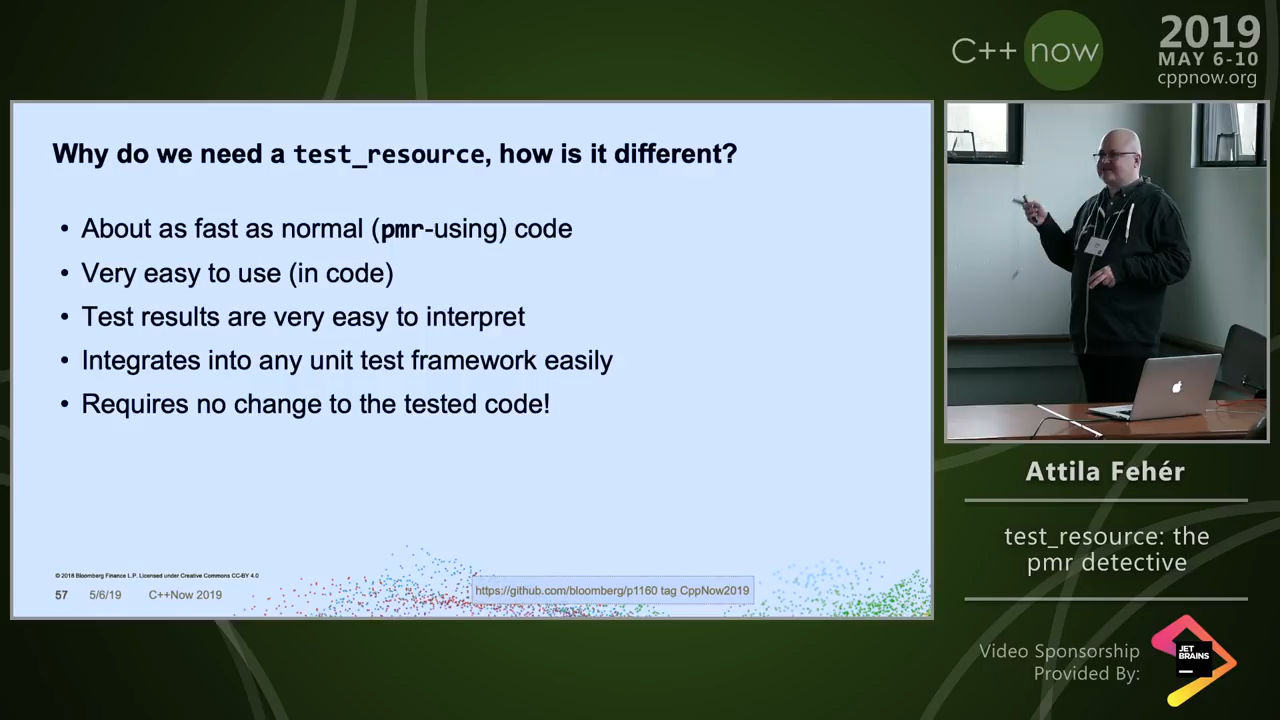 C++ now
2019
MAY 6-10
cppnow.org
Why do we need a test_resource, how is it different?
• About as fast as normal (pmr-using) code
• Very easy to use (in code)
• Test results are very easy to interpret
• Integrates into any unit test framework easily
• Requires no change to the tested code!
© 2018 Bloomberg Finance L.P. Licensed under Creative Commons CC-BY 4.0
57 5/6/19 C++Now 2019
https://github.com/bloomberg/p1160 tag CppNow2019
Attila Fehér
test_resource: the
pmr detective
Video Sponsorship
Provided By:
JET
BRAINS